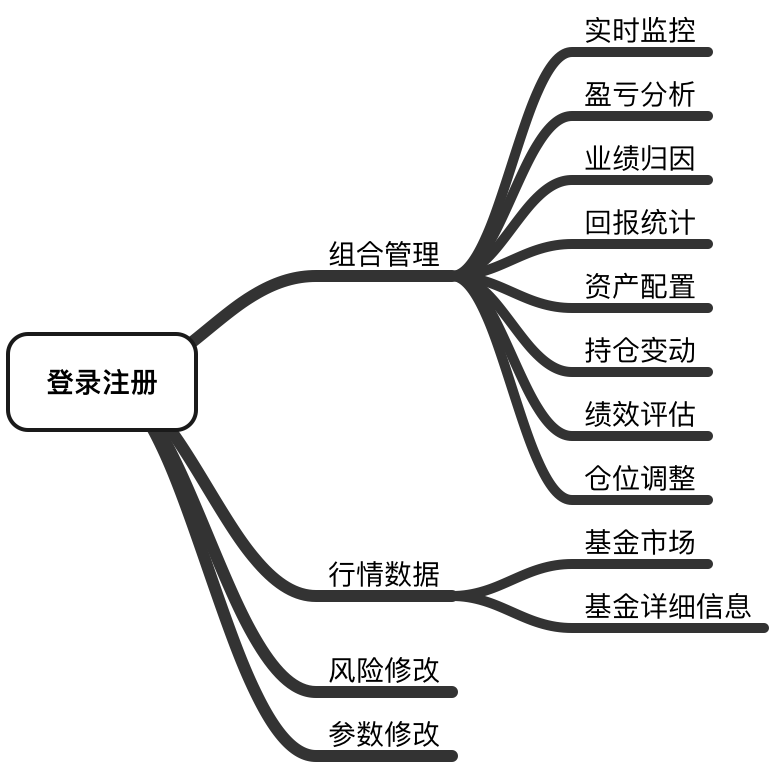 登录注册
组合管理
实时监控
盈亏分析
业绩归因
回报统计
资产配置
持仓变动
绩效评估
仓位调整
行情数据
基金市场
基金详细信息
风险修改
参数修改